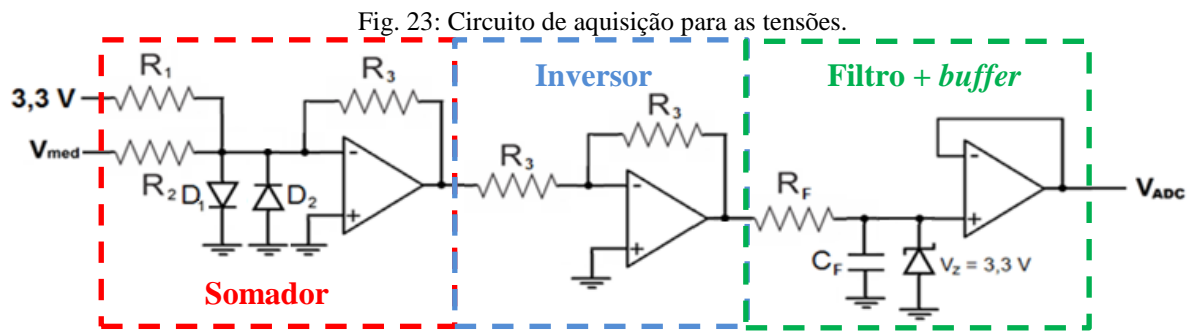 Fig. 23: Circuito de aquisição para as tensões.
Somador
3,3 V
R1
R3
Vmed
R2
D1
D2
-
+
Inversor
R3
R3
-
+
Filtro + buffer
RF
CF
Vz = 3,3 V
-
+
VADC